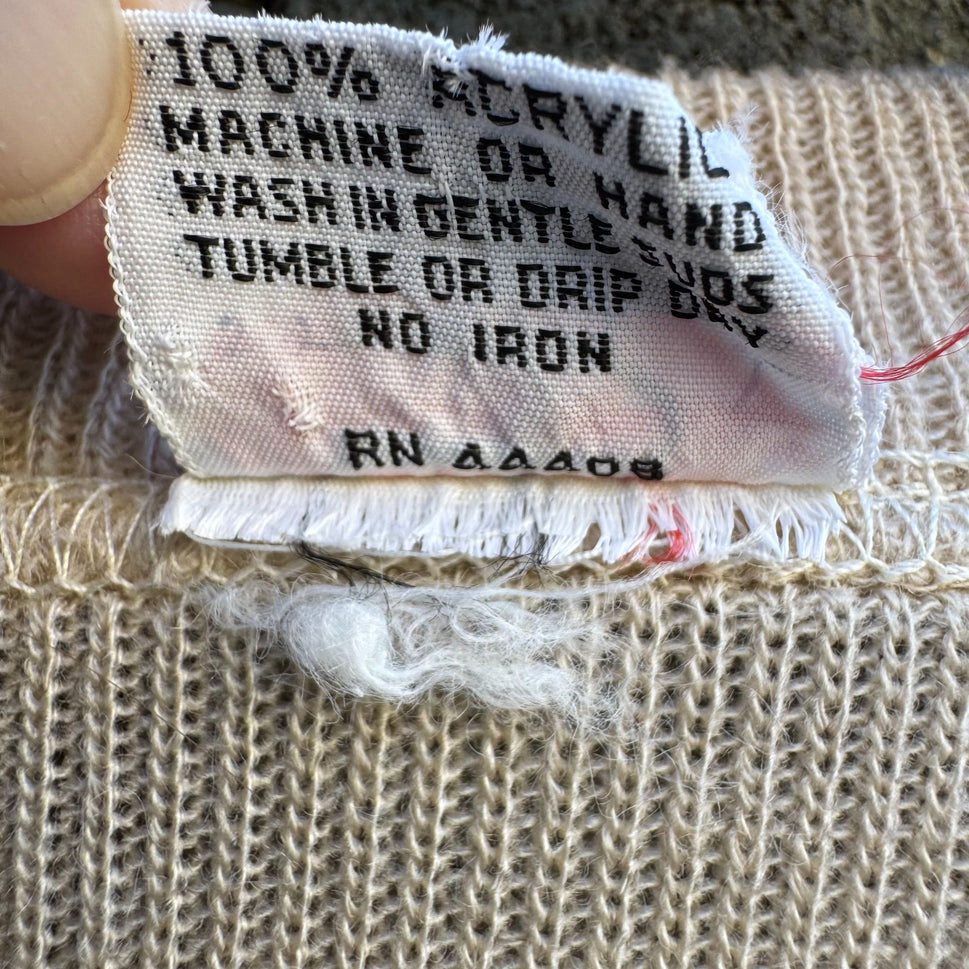 100% ACRYLIC
MACHINE OR HAND
WASH IN GENTLE SUDS
TUMBLE OR DRIP DRY
NO IRON
RN 44408